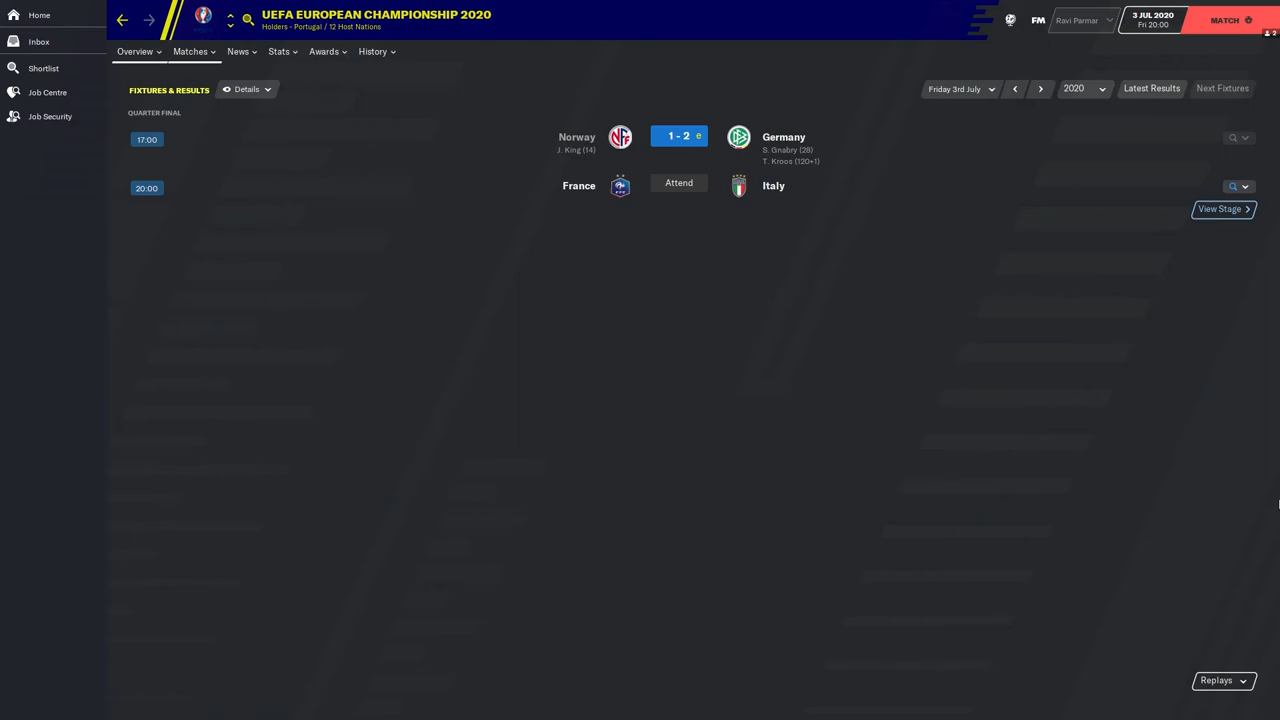 Home
Inbox
Shortlist
Job Centre
Job Security
UEFA EUROPEAN CHAMPIONSHIP 2020
Holders - Portugal / 12 Host Nations
FM
Ravi Parmar
3 JUL 2020
Fri 20:00
MATCH
2
Overview
Matches
News
Stats
Awards
History
FIXTURES & RESULTS
Details
Friday 3rd July
2020
Latest Results
Next Fixtures
QUARTER FINAL
17:00
Norway
J. King (14)
1 - 2 e
Germany
S. Gnabry (28)
T. Kroos (120+1)
20:00
France
Attend
Italy
View Stage
Replays